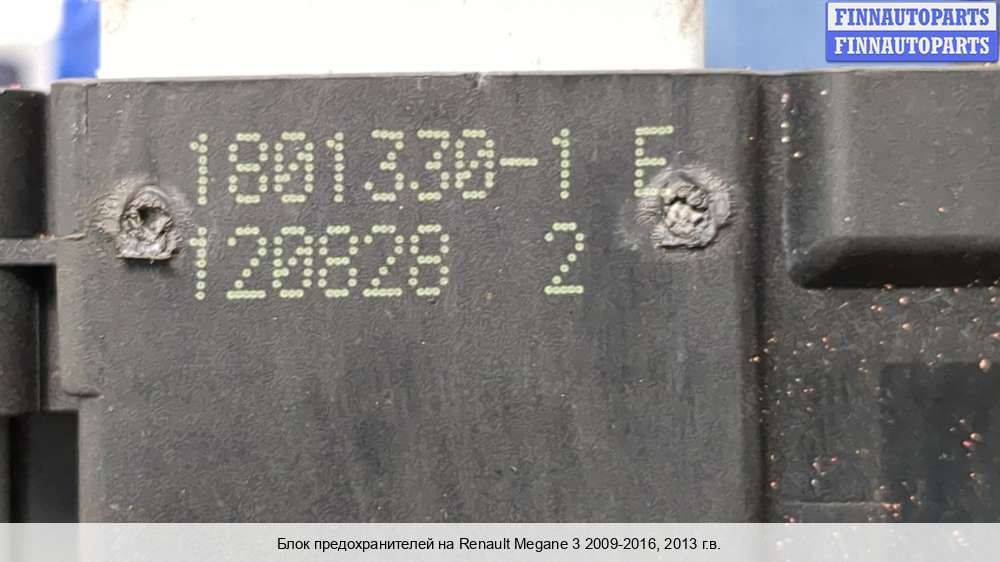 FINNAUTOPARTS
FINNAUTOPARTS
1801330-1 E
120828 2
Блок предохранителей на Renault Megane 3 2009-2016, 2013 г.в.